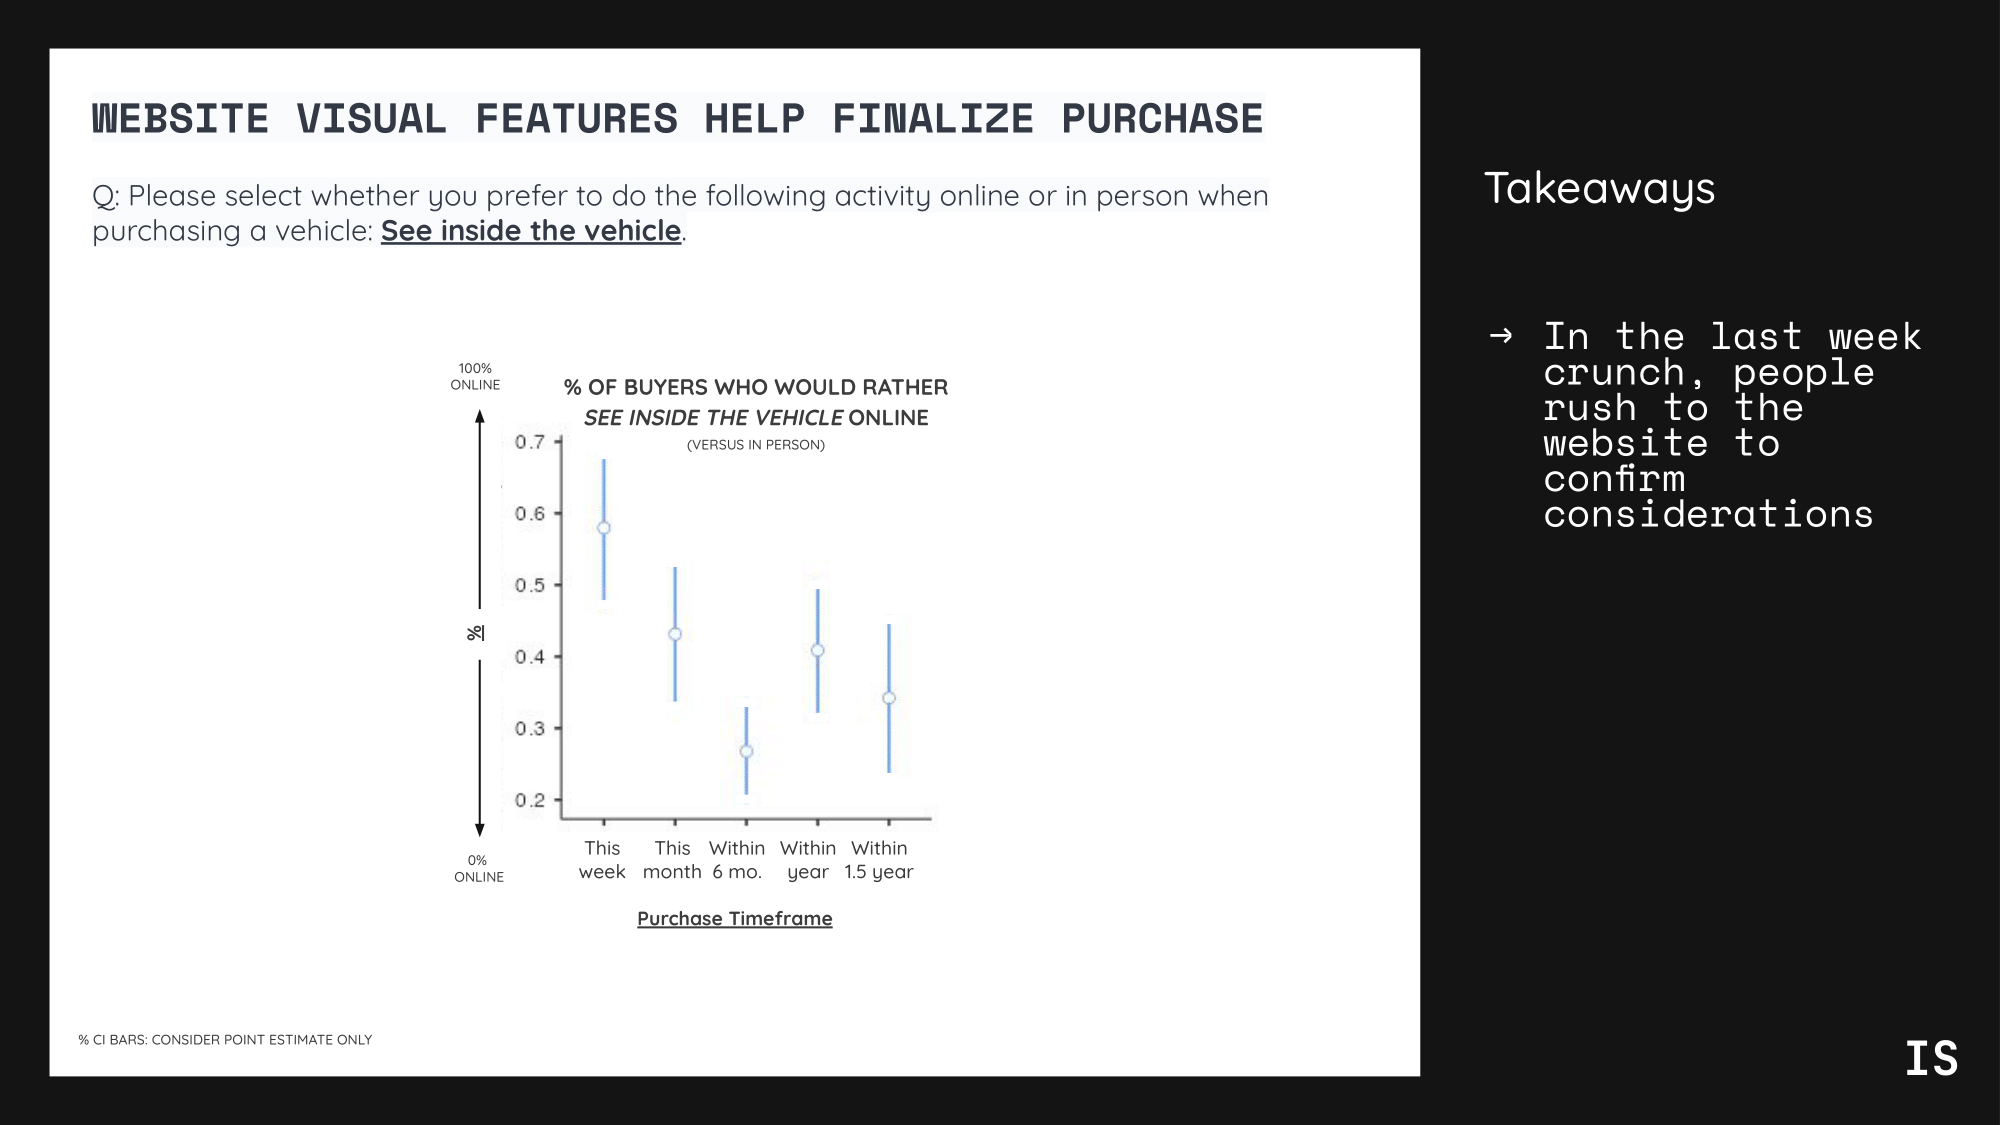 WEBSITE VISUAL FEATURES HELP FINALIZE PURCHASE
Q: Please select whether you prefer to do the following activity online or in person when
purchasing a vehicle: See inside the vehicle.
100%
ONLINE
% OF BUYERS WHO WOULD RATHER
SEE INSIDE THE VEHICLE ONLINE
(VERSUS IN PERSON)
0.7
0.6
0.5
%
0.4
0.3
0.2
0%
ONLINE
This week
This month
Within 6 mo.
Within year
Within 1.5 year
Purchase Timeframe
% CI BARS: CONSIDER POINT ESTIMATE ONLY
Takeaways
→ In the last week
crunch, people
rush to the
website to
confirm
considerations
IS